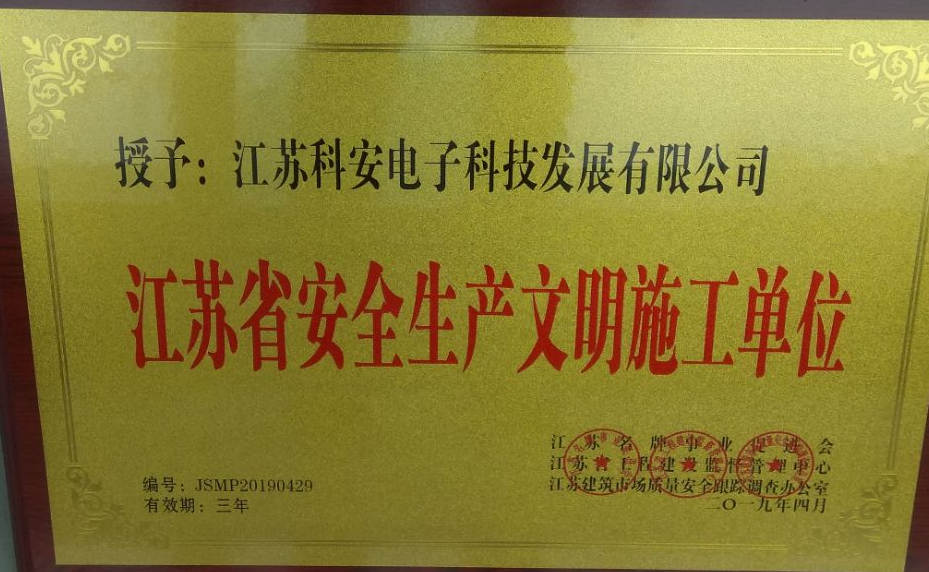 授予：江苏科安电子科技发展有限公司
江苏省安全生产文明施工单位
江苏名牌事业促进会
江苏省工程建设监督管理中心
江苏建筑市场质量安全跟踪调查办公室
二〇一九年四月
编号：JSMP20190429
有效期：三年